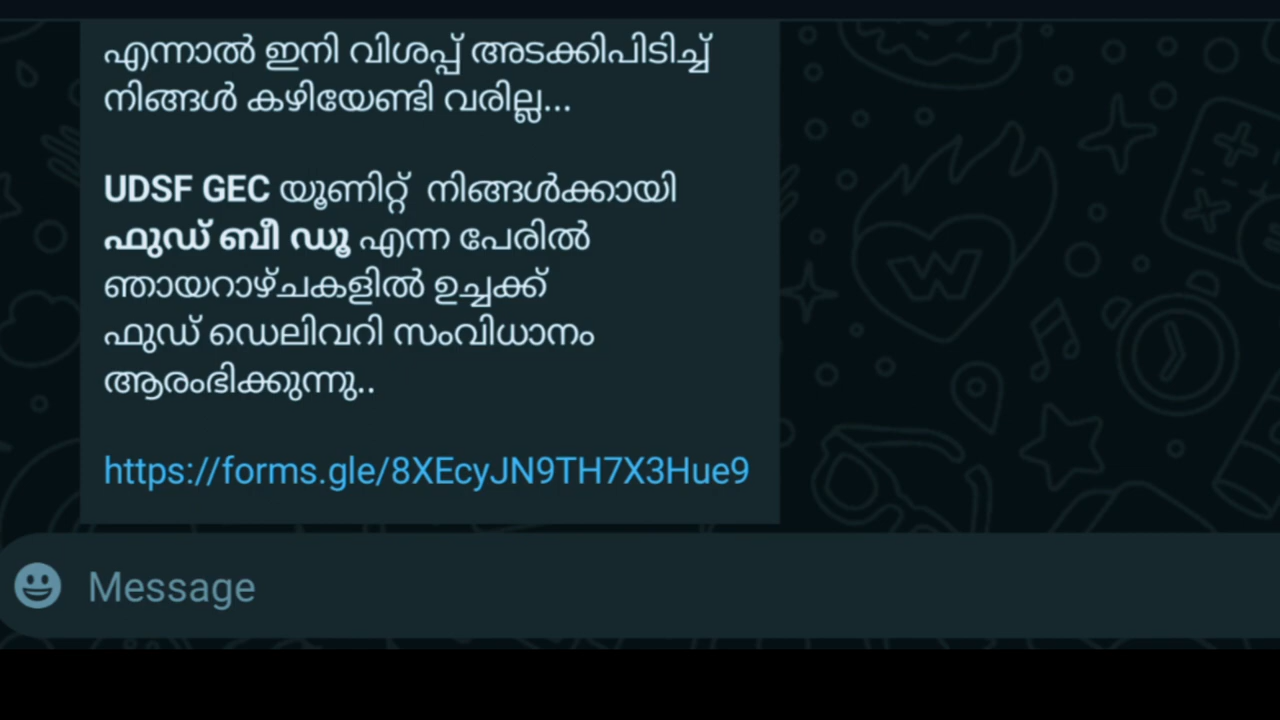 എന്നാൽ ഇനി വിശപ്പ് അടക്കിപിടിച്ച്
നിങ്ങൾ കഴിയേണ്ടി വരില്ല...
UDSF GEC യൂണിറ്റ് നിങ്ങൾക്കായി
ഫുഡ് ബീ ഡൂ എന്ന പേരിൽ
ഞായറാഴ്ചകളിൽ ഉച്ചക്ക്
ഫുഡ് ഡെലിവറി സംവിധാനം
ആരംഭിക്കുന്നു..
https://forms.gle/8XEcyJN9TH7X3Hue9
Message